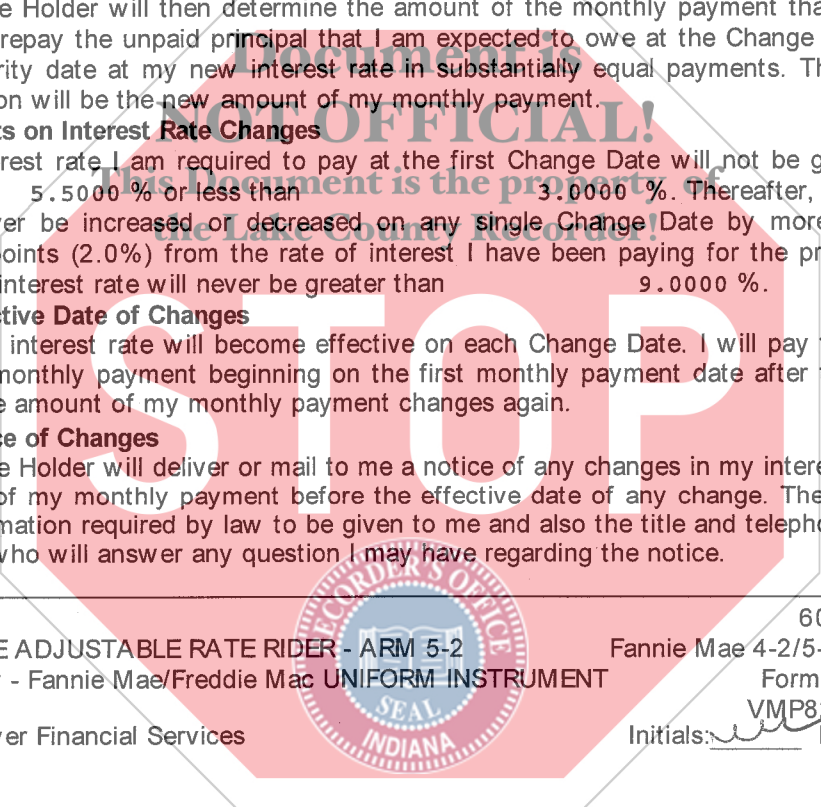 e Holder will then determine the amount of the monthly payment tha
repay the unpaid principal that I am expected to owe at the Change
rity date at my new interest rate in substantially equal payments. Th
on will be the new amount of my monthly payment.
ts on Interest Rate Changes
rest rate I am required to pay at the first Change Date will not be g
5.5000 % or less than 3.0000 %. Thereafter,
er be increased or decreased on any single Change Date by more
oints (2.0%) from the rate of interest I have been paying for the pr
interest rate will never be greater than 9.0000 %.
tive Date of Changes
interest rate will become effective on each Change Date. I will pay
monthly payment beginning on the first monthly payment date after
e amount of my monthly payment changes again.
ce of Changes
e Holder will deliver or mail to me a notice of any changes in my intere
of my monthly payment before the effective date of any change. The
mation required by law to be given to me and also the title and telepho
who will answer any question I may have regarding the notice.
60
E ADJUSTABLE RATE RIDER - ARM 5-2 Fannie Mae 4-2/5-
- Fannie Mae/Freddie Mac UNIFORM INSTRUMENT Form
VMP8
er Financial Services Initials:
Document is
NOT OFFICIAL!
This Document is the property of
the Lake County Recorder!
STOP
RECORDER'S OFFICE
SEAL
INDIANA